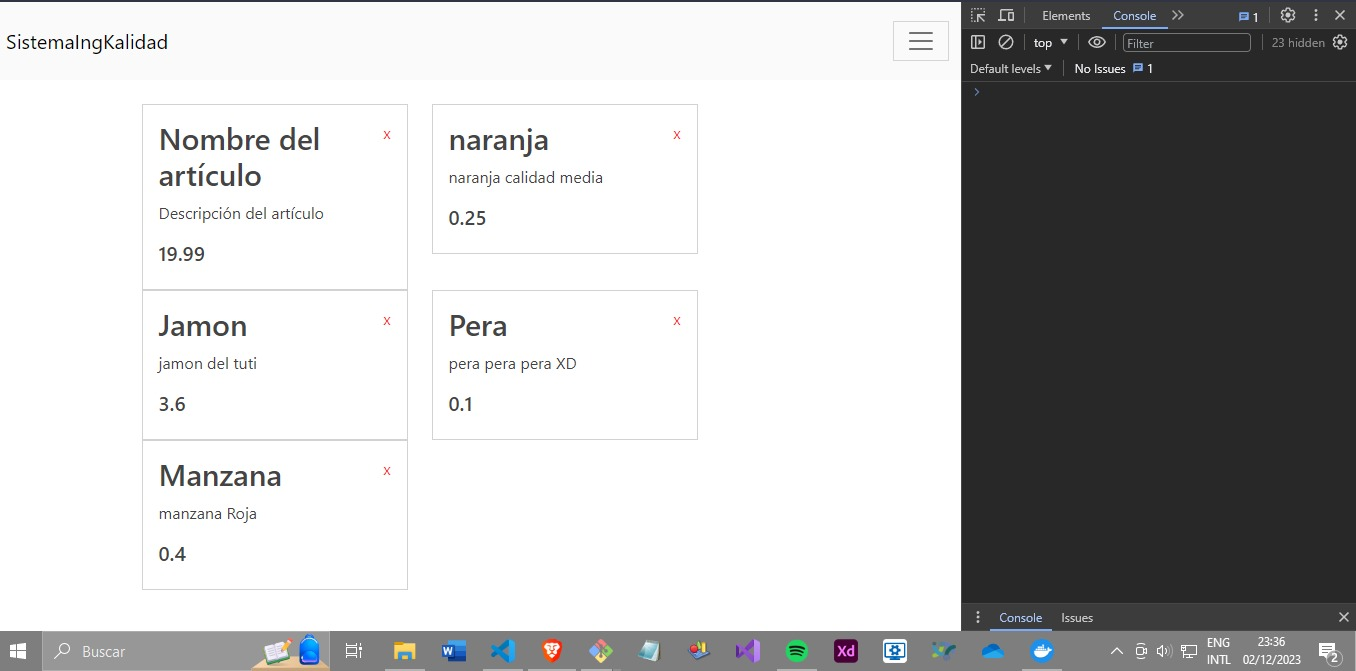 SistemaIngKalidad
Nombre del
artículo
x
Descripción del artículo
19.99
naranja
x
naranja calidad media
0.25
Jamon
x
jamon del tuti
3.6
Pera
x
pera pera pera XD
0.1
Manzana
x
manzana Roja
0.4
Elements Console 1
top Filter 23 hidden
Default levels No Issues 1
Console Issues
Buscar
W
Xd
ENG
INTL
23:36
02/12/2023
2